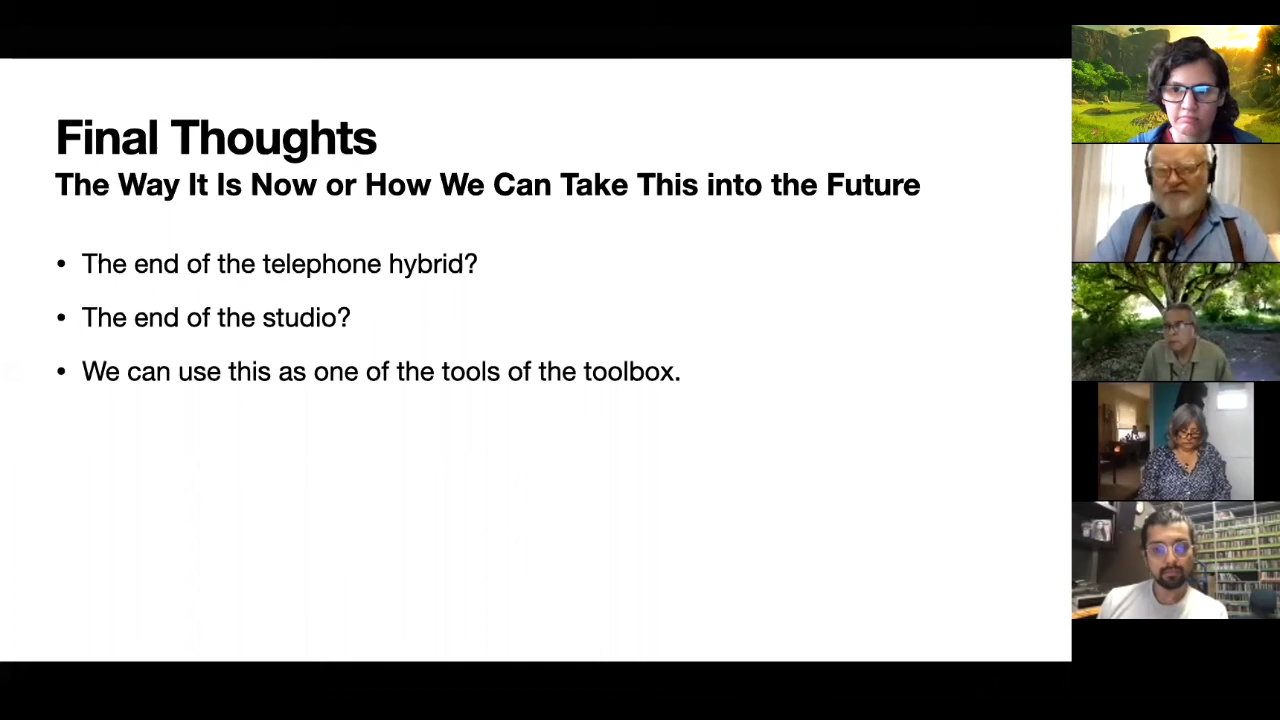 Final Thoughts
The Way It Is Now or How We Can Take This into the Future
• The end of the telephone hybrid?
• The end of the studio?
• We can use this as one of the tools of the toolbox.